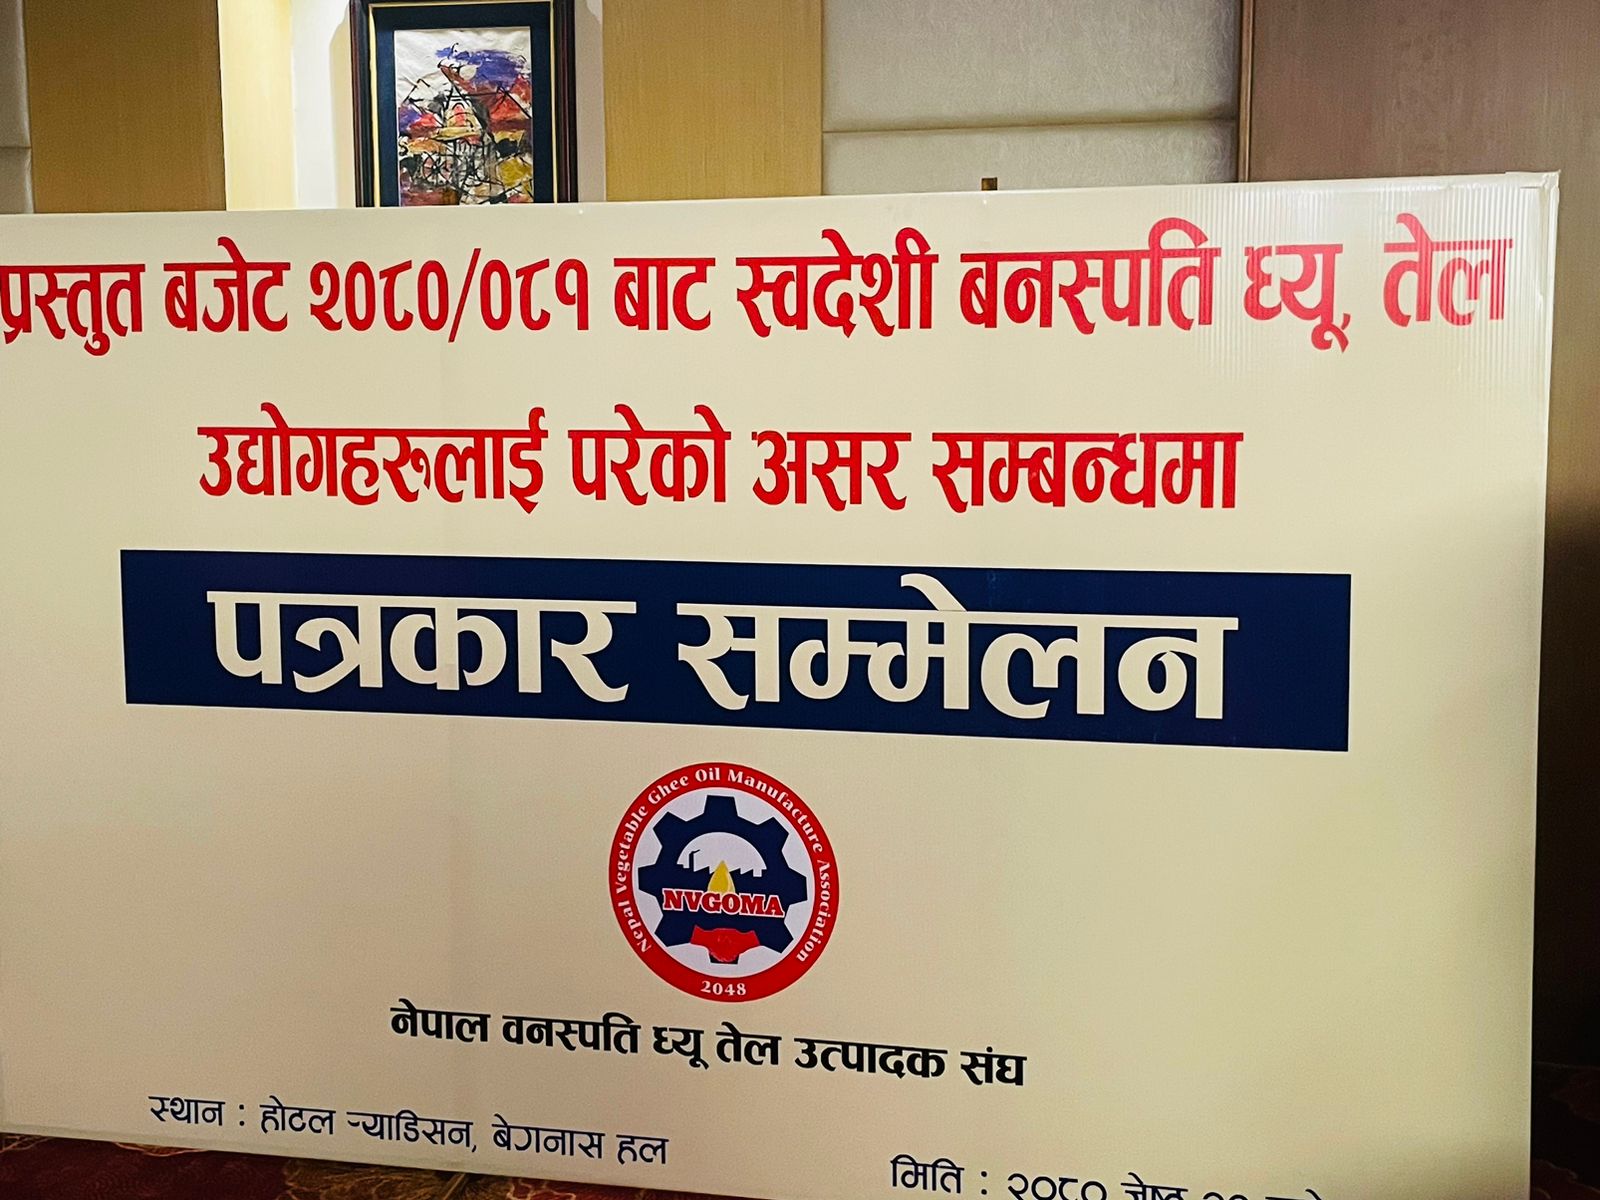 प्रस्तुत बजेट २०८०/०८१ बाट स्वदेशी बनस्पति ध्यू, तेल
उद्योगहरूलाई परेको असर सम्बन्धमा
पत्रकार सम्मेलन
Nepal Vegetable Ghee Oil Manufacture Association
NVGOMA
2048
नेपाल वनस्पति ध्यू तेल उत्पादक संघ
स्थान : होटल ऱ्याडिसन, बेगनास हल
मिति : २०८० जेष्ठ